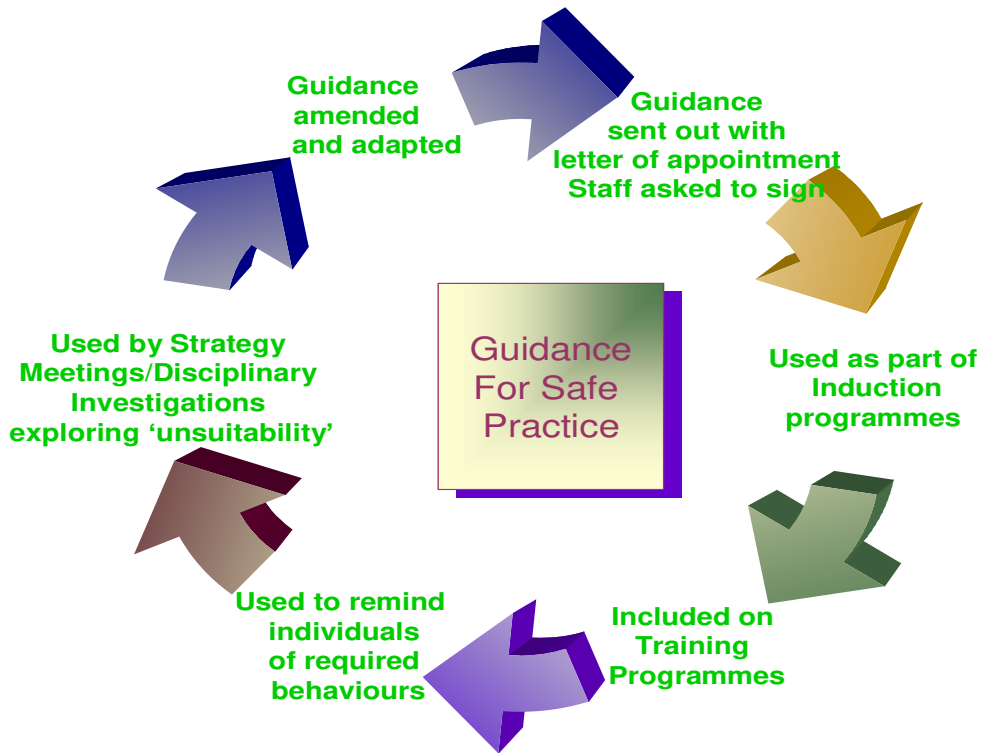 Guidance
amended
and adapted
Guidance
sent out with
letter of appointment
Staff asked to sign
Used as part of
Induction
programmes
Included on
Training
Programmes
Used to remind
individuals
of required
behaviours
Used by Strategy
Meetings/Disciplinary
Investigations
exploring ‘unsuitability’
Guidance
For Safe
Practice